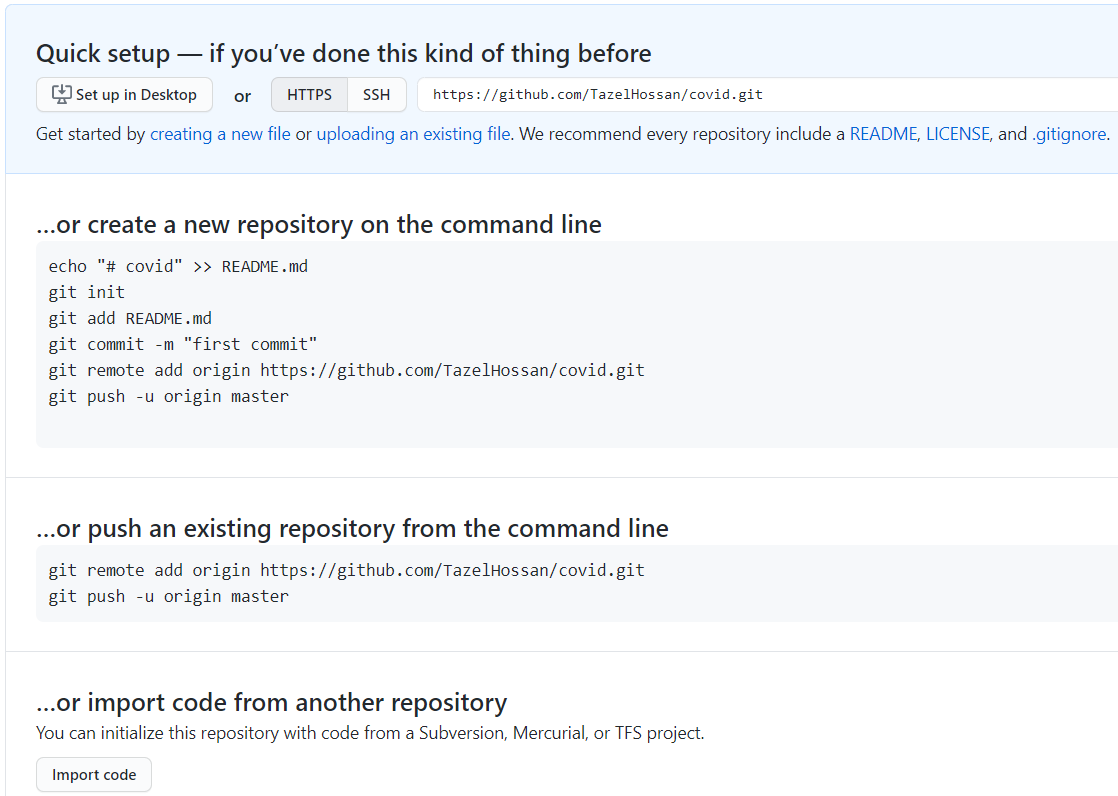 Quick setup — if you’ve done this kind of thing before
Set up in Desktop or HTTPS SSH https://github.com/TazelHossan/covid.git
Get started by creating a new file or uploading an existing file. We recommend every repository include a README, LICENSE, and .gitignore.
…or create a new repository on the command line
echo "# covid" >> README.md
git init
git add README.md
git commit -m "first commit"
git remote add origin https://github.com/TazelHossan/covid.git
git push -u origin master
…or push an existing repository from the command line
git remote add origin https://github.com/TazelHossan/covid.git
git push -u origin master
…or import code from another repository
You can initialize this repository with code from a Subversion, Mercurial, or TFS project.
Import code